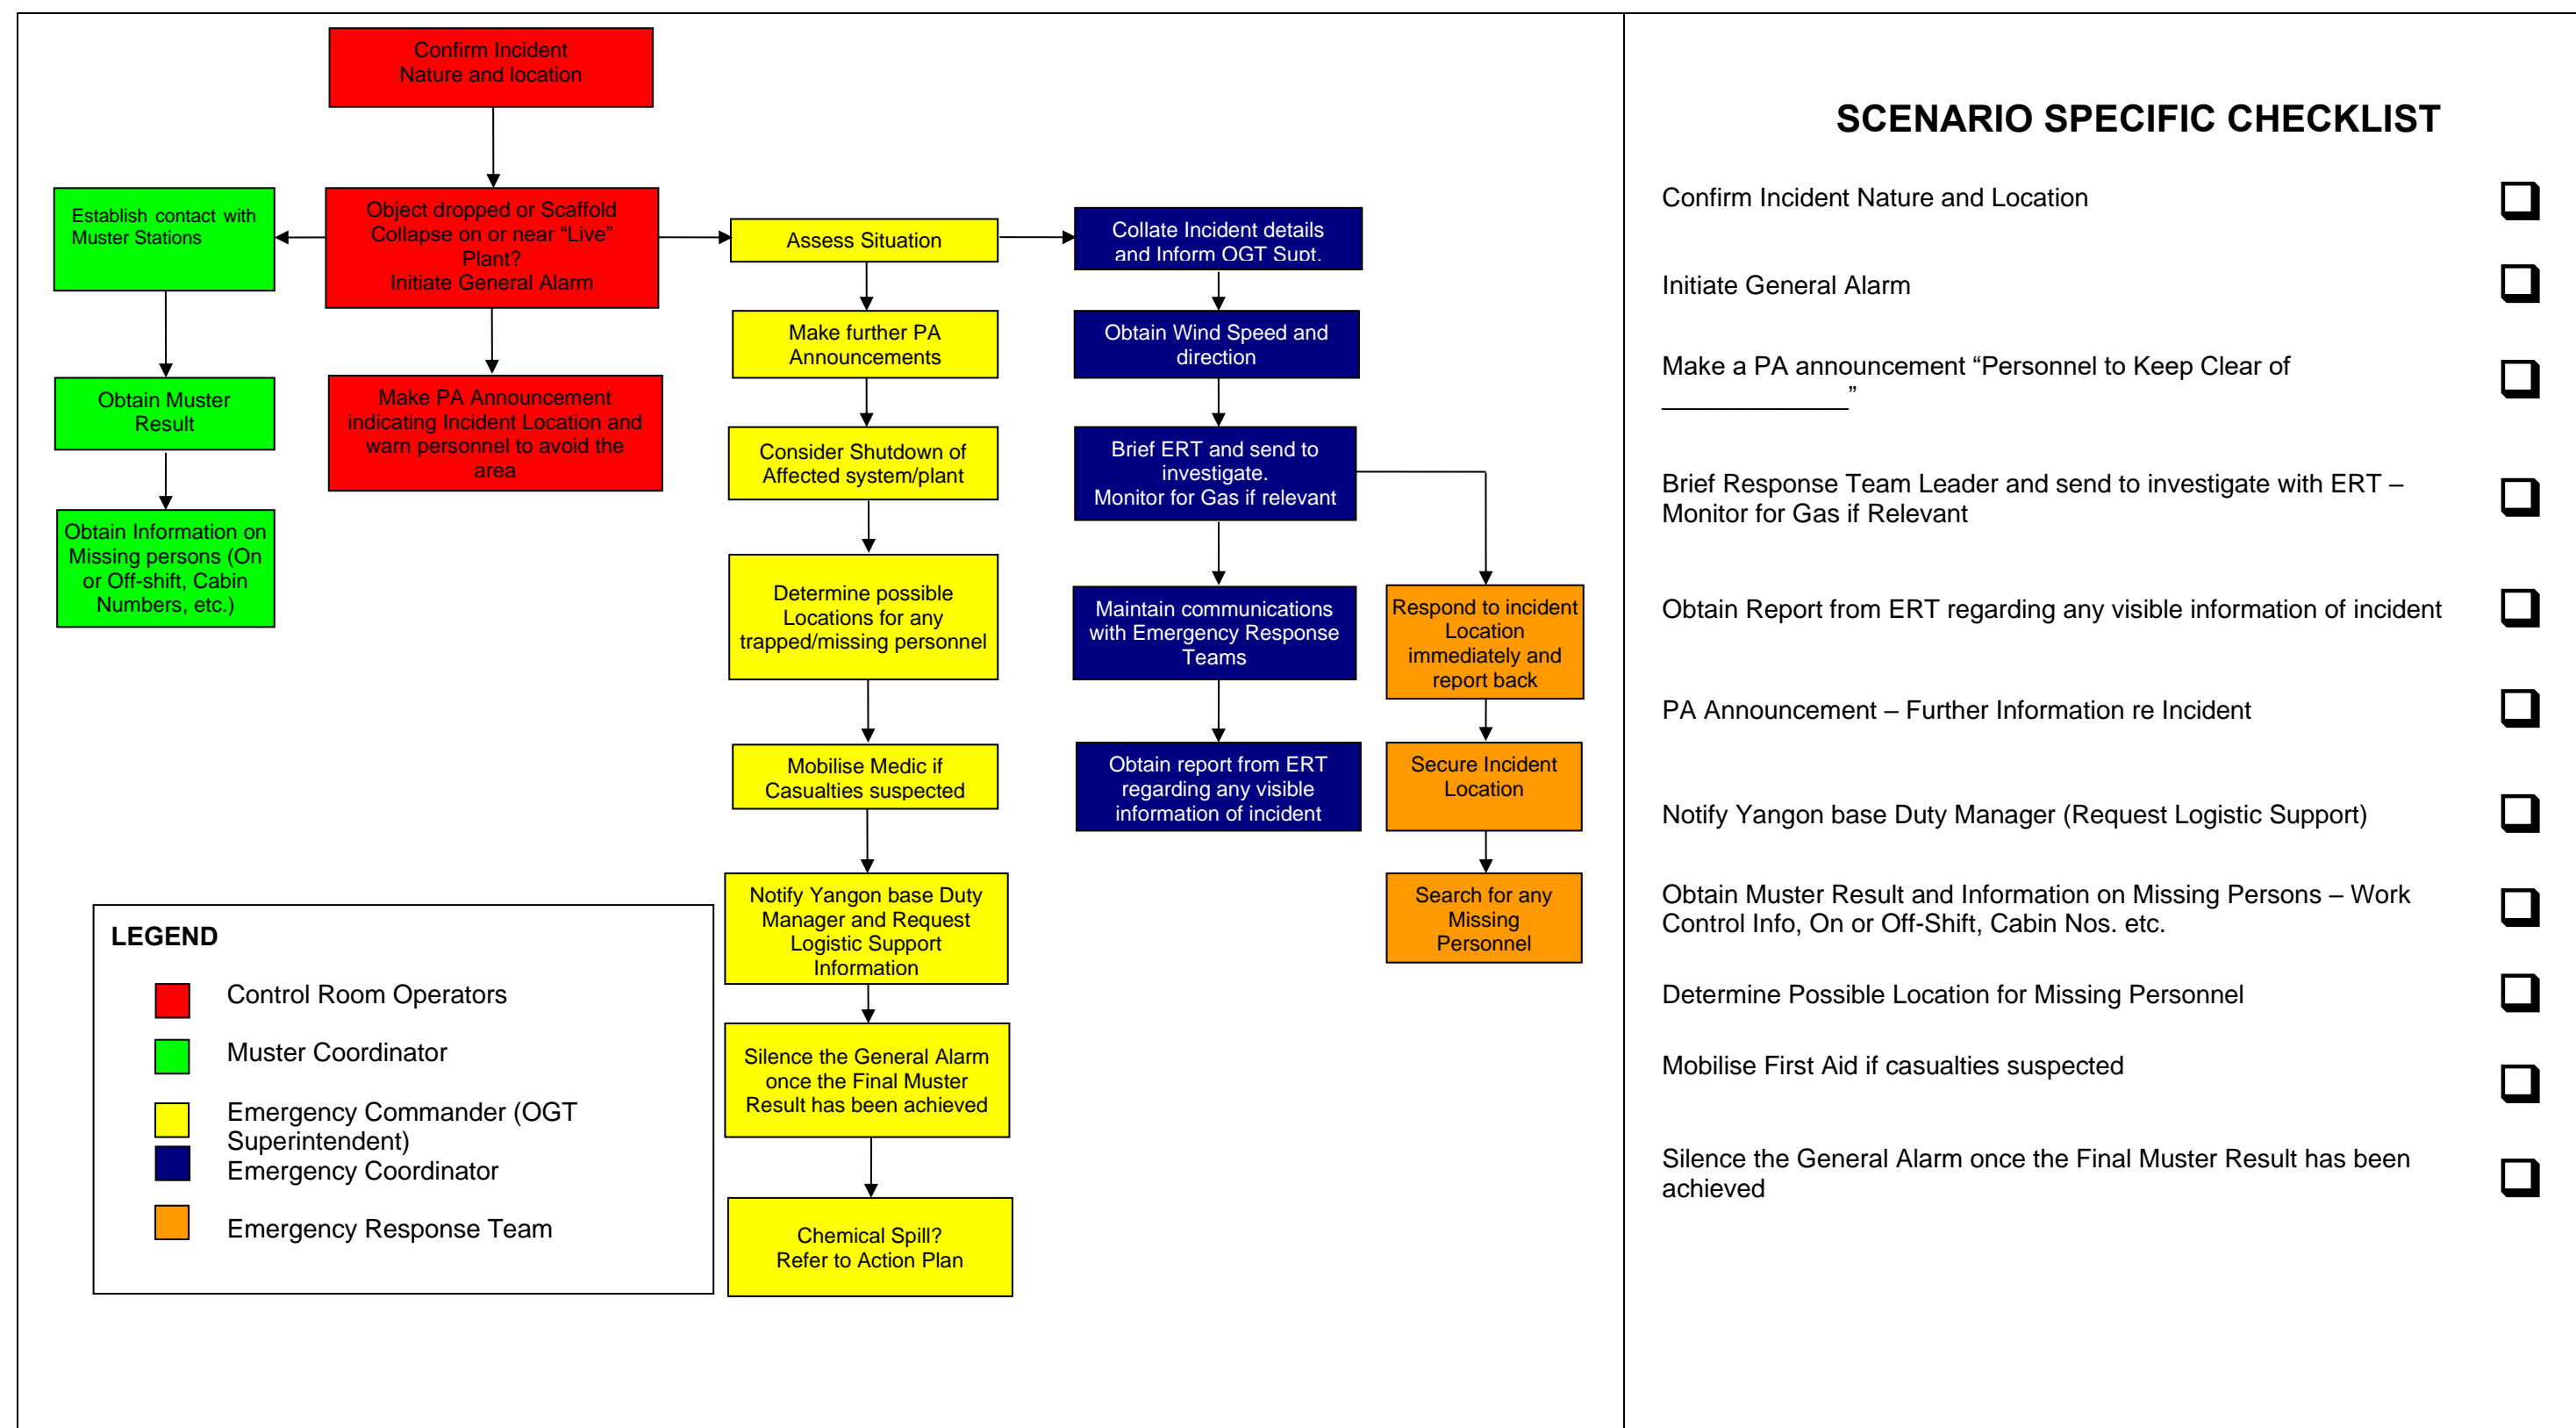 Confirm Incident
Nature and location
Establish contact with
Muster Stations
Object dropped or Scaffold
Collapse on or near “Live”
Plant?
Initiate General Alarm
Assess Situation
Collate Incident details
and Inform OGT Supt.
Make further PA
Announcements
Obtain Wind Speed and
direction
Obtain Muster
Result
Make PA Announcement
indicating Incident Location and
warn personnel to avoid the
area
Consider Shutdown of
Affected system/plant
Brief ERT and send to
investigate.
Monitor for Gas if relevant
Obtain Information on
Missing persons (On
or Off-shift, Cabin
Numbers, etc.)
Determine possible
Locations for any
trapped/missing personnel
Maintain communications
with Emergency Response
Teams
Respond to incident
Location
immediately and
report back
Mobilise Medic if
Casualties suspected
Obtain report from ERT
regarding any visible
information of incident
Secure Incident
Location
Notify Yangon base Duty
Manager and Request
Logistic Support
Information
Search for any
Missing
Personnel
Silence the General Alarm
once the Final Muster
Result has been achieved
Chemical Spill?
Refer to Action Plan
LEGEND
Control Room Operators
Muster Coordinator
Emergency Commander (OGT
Superintendent)
Emergency Coordinator
Emergency Response Team
SCENARIO SPECIFIC CHECKLIST
Confirm Incident Nature and Location
Initiate General Alarm
Make a PA announcement “Personnel to Keep Clear of
_____________”
Brief Response Team Leader and send to investigate with ERT –
Monitor for Gas if Relevant
Obtain Report from ERT regarding any visible information of incident
PA Announcement – Further Information re Incident
Notify Yangon base Duty Manager (Request Logistic Support)
Obtain Muster Result and Information on Missing Persons – Work
Control Info, On or Off-Shift, Cabin Nos. etc.
Determine Possible Location for Missing Personnel
Mobilise First Aid if casualties suspected
Silence the General Alarm once the Final Muster Result has been
achieved